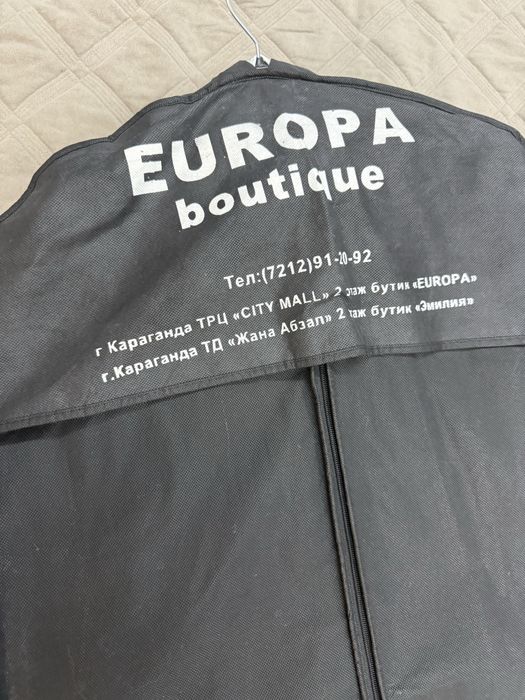 EUROPA
boutique
Тел:(7212)91-20-92
г Караганда ТРЦ «CITY MALL» 2 этаж бутик «EUROPA»
г.Караганда ТД «Жана Абзал» 2 таж бутик «Эмилия»